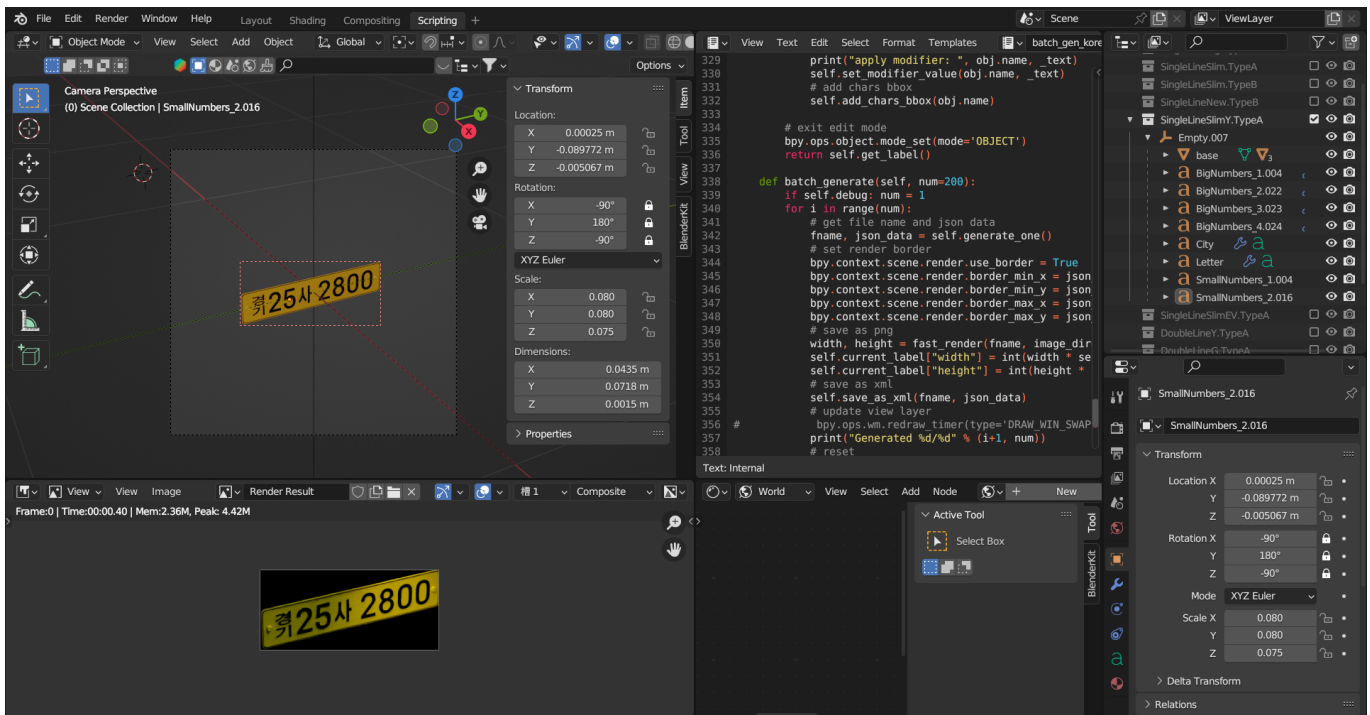 File Edit Render Window Help Layout Shading Compositing Scripting + Scene ViewLayer
Object Mode View Select Add Object Global
Options
Camera Perspective
(0) Scene Collection | SmallNumbers_2.016
Z
Y
X
경기25사 2800
Transform
Location:
X 0.00025 m
Y -0.089772 m
Z -0.005067 m
Rotation:
X -90°
Y 180°
Z -90°
XYZ Euler
Scale:
X 0.080
Y 0.080
Z 0.075
Dimensions:
X 0.0435 m
Y 0.0718 m
Z 0.0015 m
Properties
Item
Tool
View
BlenderKit
View Text Edit Select Format Templates batch_gen_kore
329 print("apply modifier: ", obj.name, _text)
330 self.set_modifier_value(obj.name, _text)
331 # add chars bbox
332 self.add_chars_bbox(obj.name)
333
334 # exit edit mode
335 bpy.ops.object.mode_set(mode='OBJECT')
336 return self.get_label()
337
338 def batch_generate(self, num=200):
339 if self.debug: num = 1
340 for i in range(num):
341 # get file name and json data
342 fname, json_data = self.generate_one()
343 # set render border
344 bpy.context.scene.render.use_border = True
345 bpy.context.scene.render.border_min_x = json
346 bpy.context.scene.render.border_min_y = json
347 bpy.context.scene.render.border_max_x = json
348 bpy.context.scene.render.border_max_y = json
349 # save as png
350 width, height = fast_render(fname, image_dir
351 self.current_label["width"] = int(width * se
352 self.current_label["height"] = int(height *
353 # save as xml
354 self.save_as_xml(fname, json_data)
355 # update view layer
356 # bpy.ops.wm.redraw_timer(type='DRAW_WIN_SWAP
357 print("Generated %d/%d" % (i+1, num))
358 # reset
Text: Internal
SingleLineSlim.TypeA
SingleLineSlim.TypeB
SingleLineNew.TypeB
SingleLineSlimY.TypeA
Empty.007
base 3
BigNumbers_1.004
BigNumbers_2.022
BigNumbers_3.023
BigNumbers_4.024
City
Letter
SmallNumbers_1.004
SmallNumbers_2.016
SingleLineSlimEV.TypeA
DoubleLineY.TypeA
DoubleLineG.TypeA
SmallNumbers_2.016
SmallNumbers_2.016
Transform
Location X 0.00025 m
Y -0.089772 m
Z -0.005067 m
Rotation X -90°
Y 180°
Z -90°
Mode XYZ Euler
Scale X 0.080
Y 0.080
Z 0.075
Delta Transform
Relations
View View Image Render Result 槽 1 Composite
Frame:0 | Time:00:00.40 | Mem:2.36M, Peak: 4.42M
경기25사 2800
World View Select Add Node + New
Active Tool
Select Box
Tool
BlenderKit